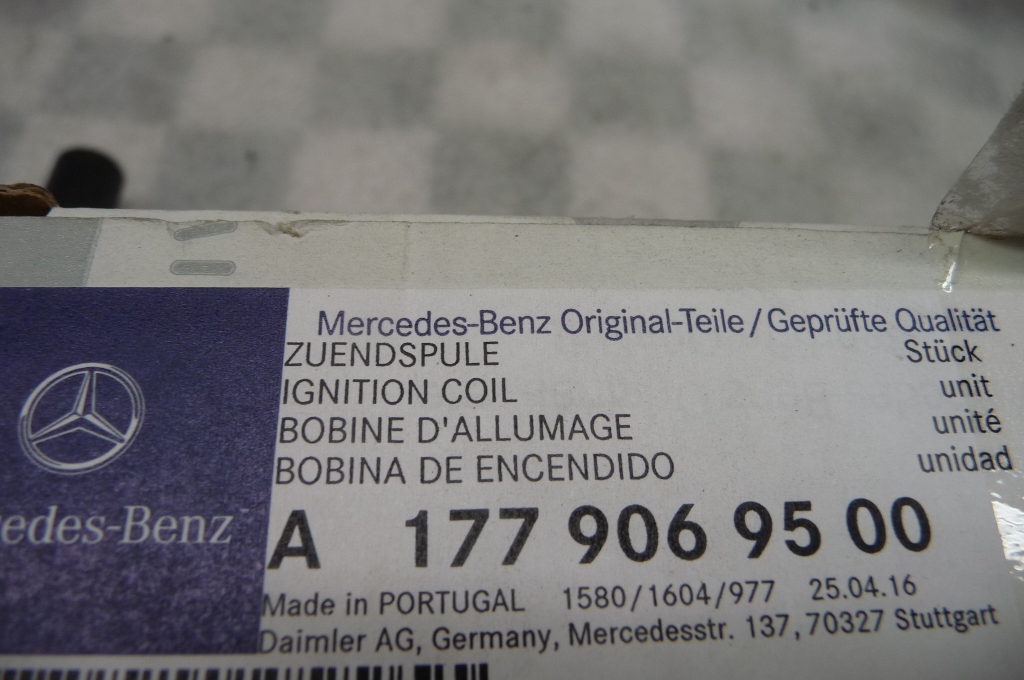 Mercedes-Benz Original-Teile/Geprüfte Qualität
ZUENDSPULE Stück
IGNITION COIL unit
BOBINE D'ALLUMAGE unité
BOBINA DE ENCENDIDO unidad
edes-Benz
A 177 906 95 00
Made in PORTUGAL 1580/1604/977 25.04.16
Daimler AG, Germany, Mercedesstr. 137, 70327 Stuttgart